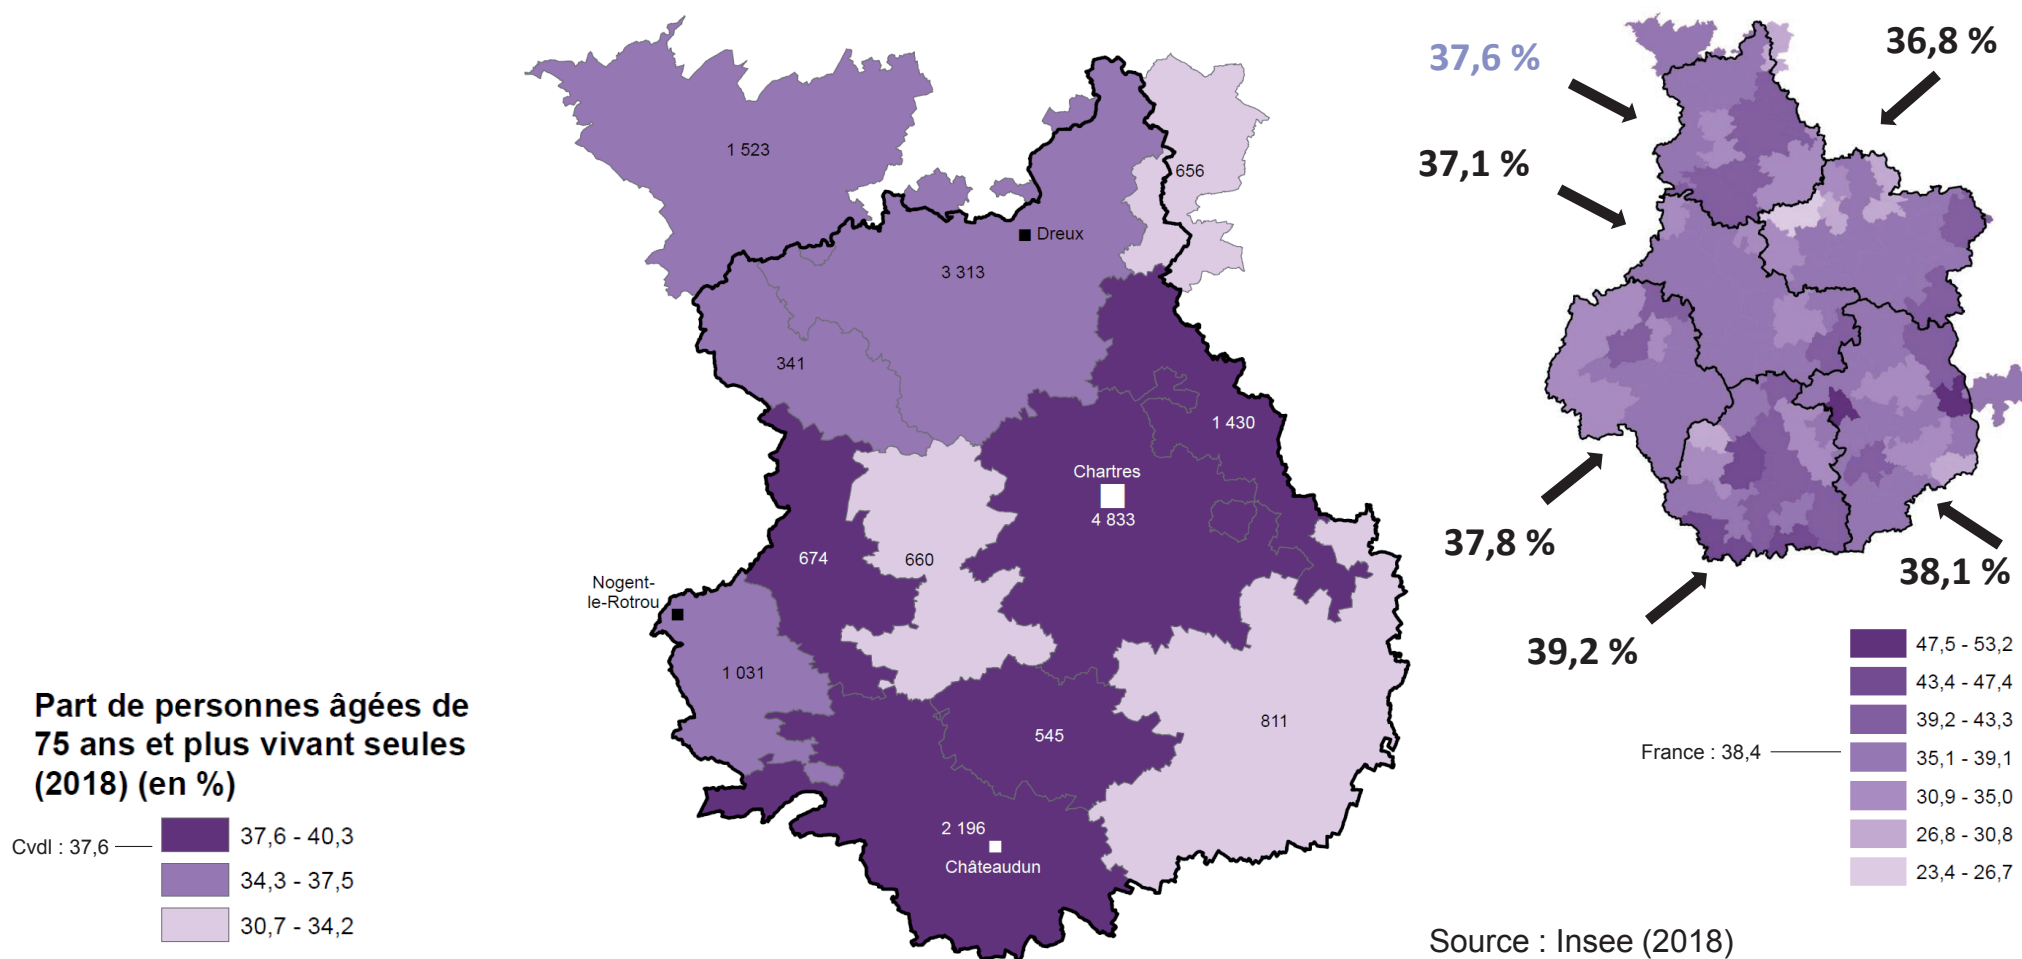 1 523
656
Dreux
3 313
341
1 430
Chartres
4 833
674
660
Nogent-
le-Rotrou
1 031
811
545
2 196
Châteaudun
Part de personnes âgées de
75 ans et plus vivant seules
(2018) (en %)
Cvdl : 37,6
37,6 - 40,3
34,3 - 37,5
30,7 - 34,2
37,6 %
36,8 %
37,1 %
37,8 %
38,1 %
39,2 %
47,5 - 53,2
43,4 - 47,4
39,2 - 43,3
France : 38,4
35,1 - 39,1
30,9 - 35,0
26,8 - 30,8
23,4 - 26,7
Source : Insee (2018)